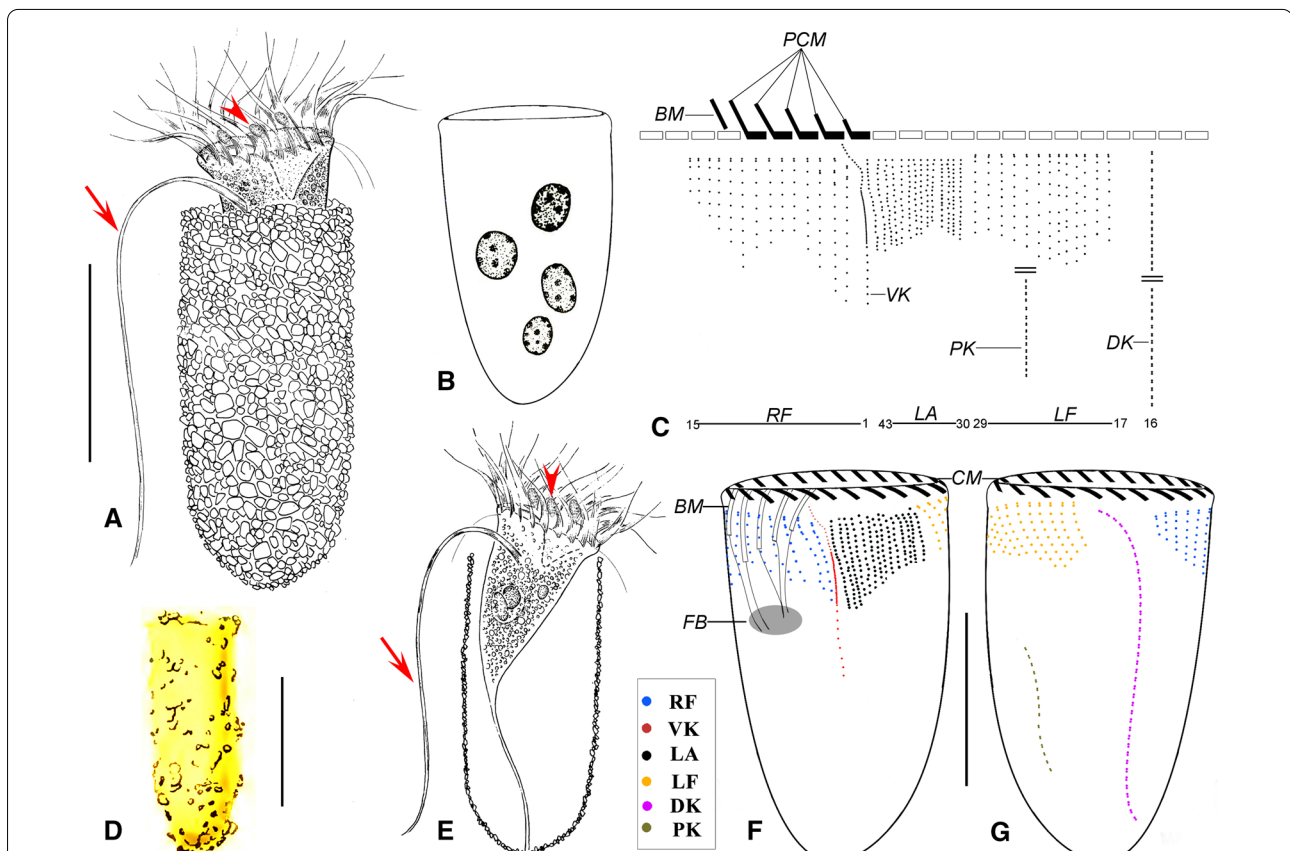 PCM
BM
VK
PK
DK
A
B
C
15 RF 1 43 LA 30 29 LF 17 16
CM
BM
FB
D
E
F
G
RF
VK
LA
LF
DK
PK